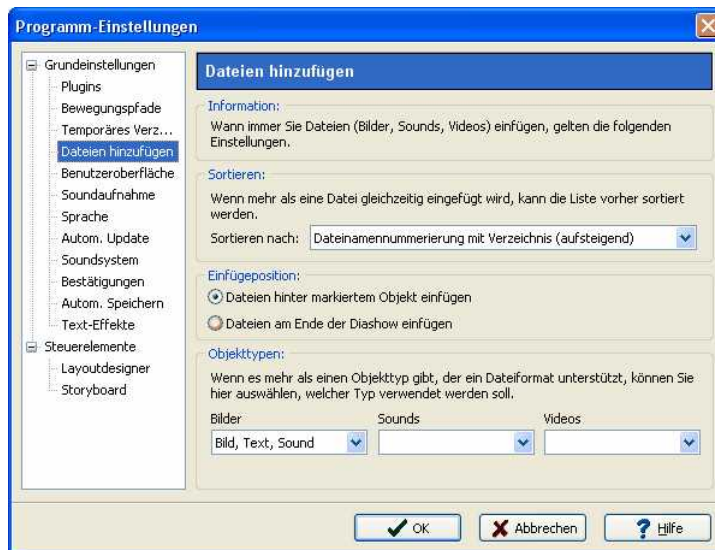 Programm-Einstellungen
Grundeinstellungen
Plugins
Bewegungspfade
Temporäres Verz...
Dateien hinzufügen
Benutzeroberfläche
Soundaufnahme
Sprache
Autom. Update
Soundsystem
Bestätigungen
Autom. Speichern
Text-Effekte
Steuerelemente
Layoutdesigner
Storyboard
Dateien hinzufügen
Information:
Wann immer Sie Dateien (Bilder, Sounds, Videos) einfügen, gelten die folgenden
Einstellungen.
Sortieren:
Wenn mehr als eine Datei gleichzeitig eingefügt wird, kann die Liste vorher sortiert
werden.
Sortieren nach: Dateinamennummerierung mit Verzeichnis (aufsteigend)
Einfügeposition:
Dateien hinter markiertem Objekt einfügen
Dateien am Ende der Diashow einfügen
Objekttypen:
Wenn es mehr als einen Objekttyp gibt, der ein Dateiformat unterstützt, können Sie
hier auswählen, welcher Typ verwendet werden soll.
Bilder Sounds Videos
Bild, Text, Sound
OK Abbrechen Hilfe